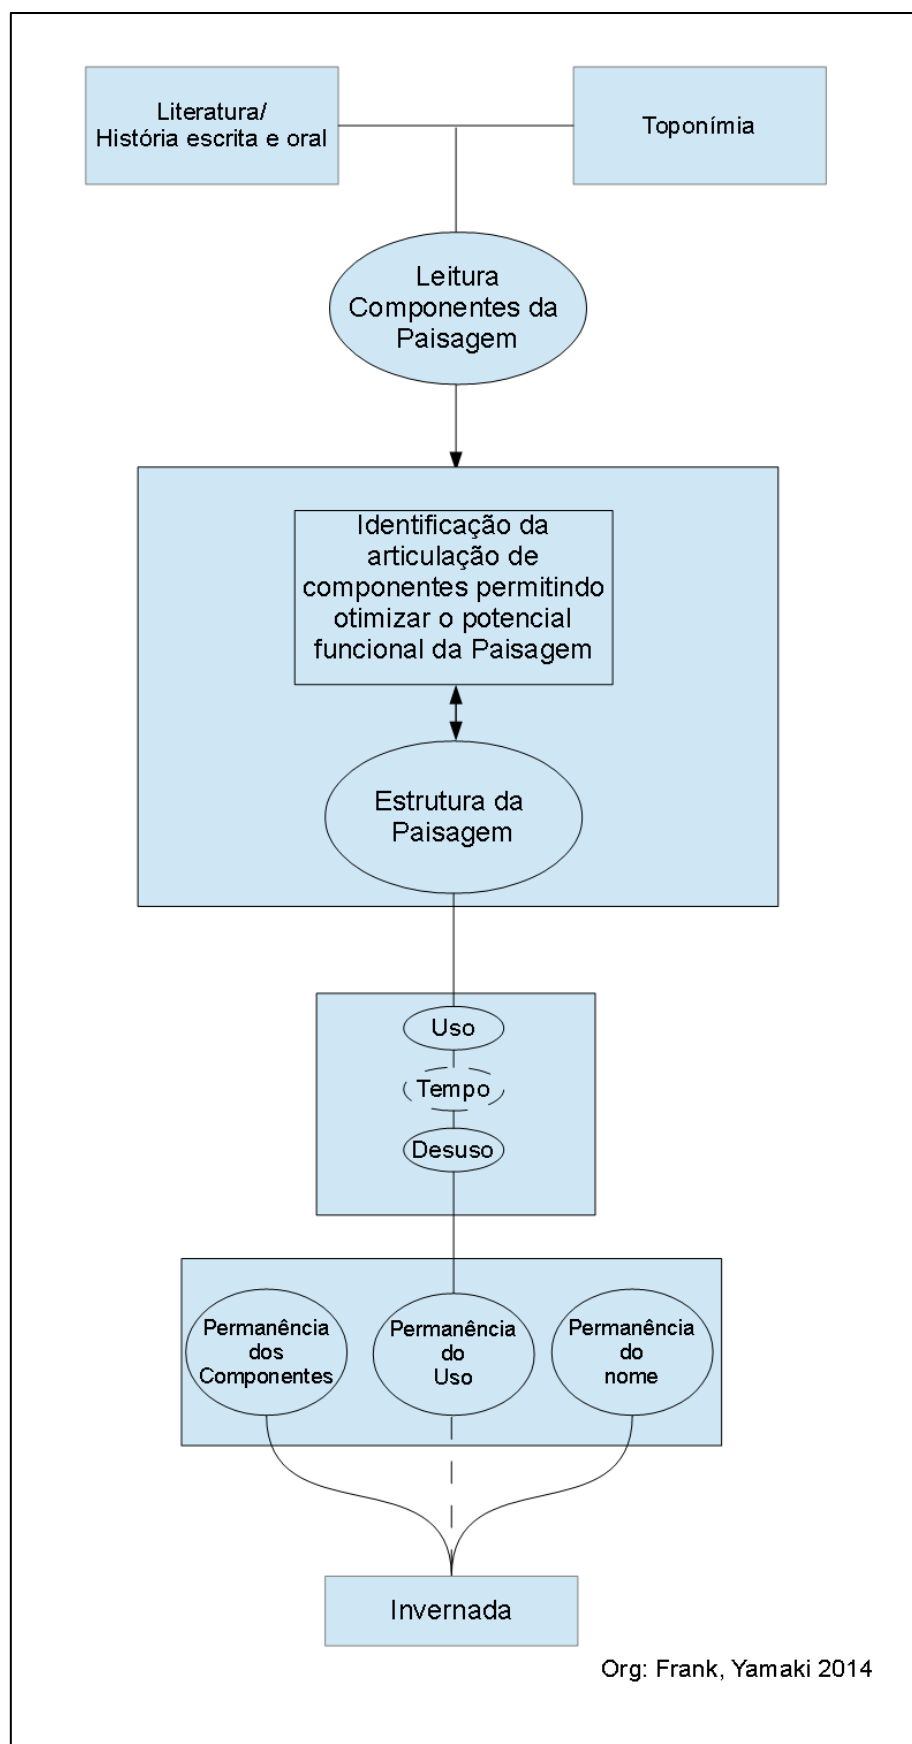 Literatura/
História escrita e oral
Toponímia
Leitura
Componentes da
Paisagem
Identificação da
articulação de
componentes permitindo
otimizar o potencial
funcional da Paisagem
Estrutura da
Paisagem
Uso
Tempo
Desuso
Permanência
dos
Componentes
Permanência
do
Uso
Permanência
do
nome
Invernada
Org: Frank, Yamaki 2014